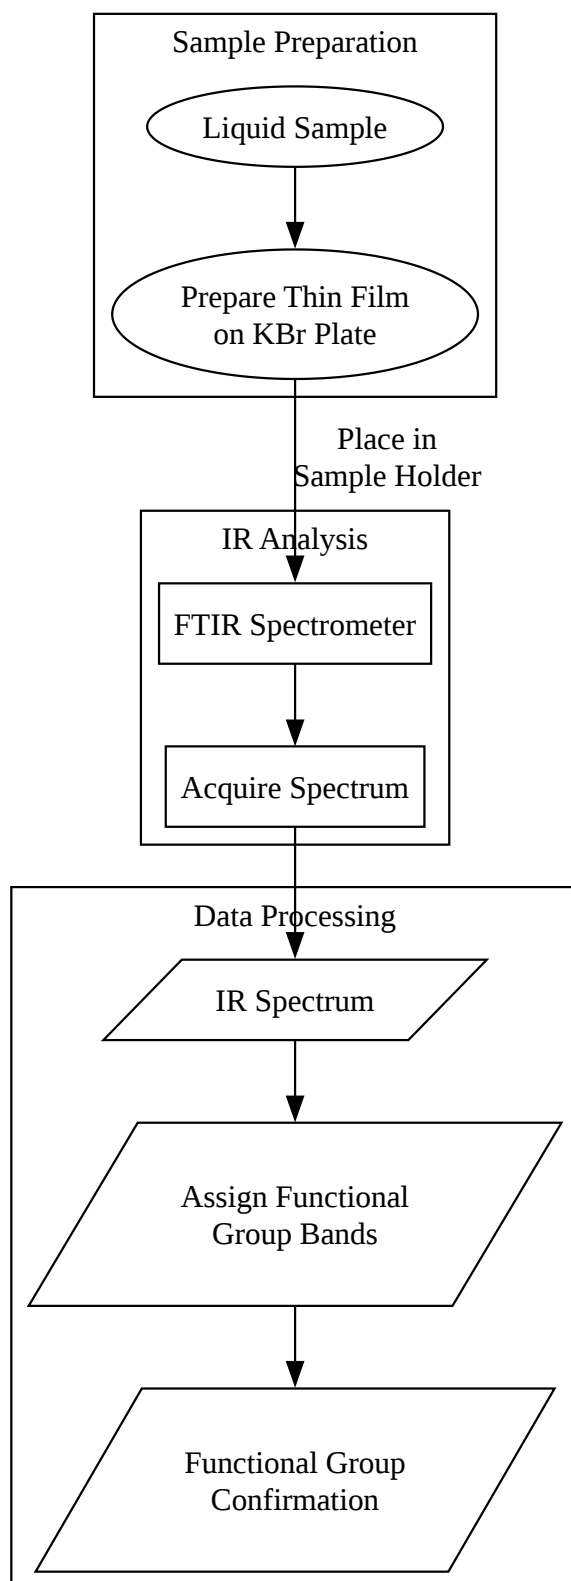 Sample Preparation
Liquid Sample
Prepare Thin Film
on KBr Plate
Place in
Sample Holder
IR Analysis
FTIR Spectrometer
Acquire Spectrum
Data Processing
IR Spectrum
Assign Functional
Group Bands
Functional Group
Confirmation